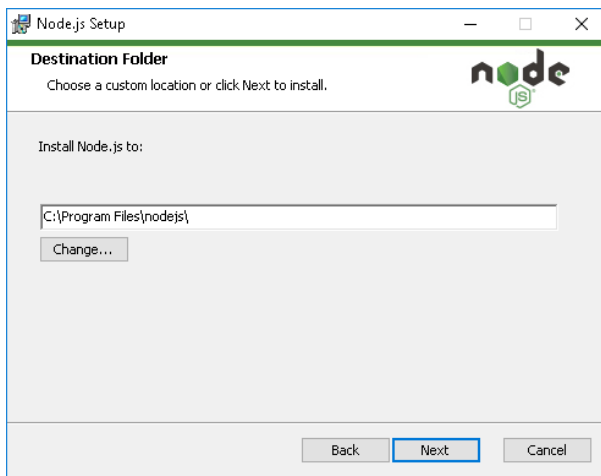 Node.js Setup
Destination Folder
Choose a custom location or click Next to install.
node
JS
Install Node.js to:
C:\Program Files\nodejs\
Change...
Back Next Cancel